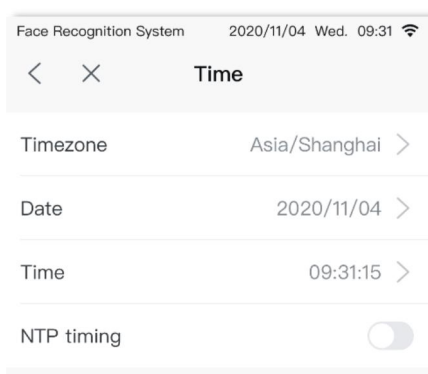 Face Recognition System 2020/11/04 Wed. 09:31
Time
Timezone Asia/Shanghai
Date 2020/11/04
Time 09:31:15
NTP timing